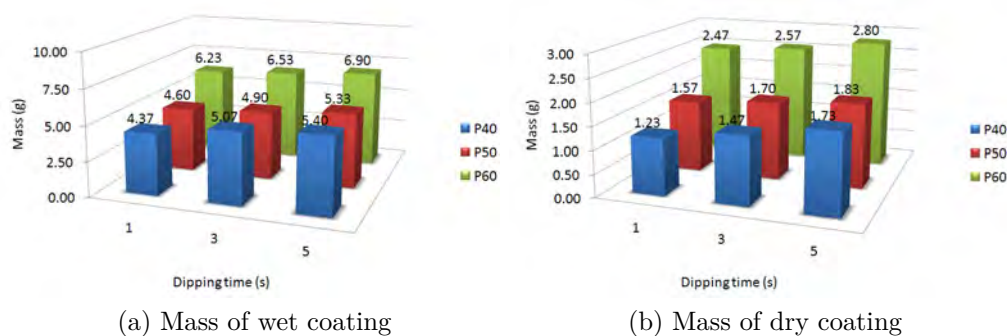 10.00
7.50
5.00
2.50
0.00
Mass (g)
6.23 6.53 6.90
4.60 4.90 5.33
4.37 5.07 5.40
1
3
5
Dipping time (s)
P40
P50
P60
(a) Mass of wet coating
3.00
2.50
2.00
1.50
1.00
0.50
0.00
Mass (g)
2.47 2.57 2.80
1.57 1.70 1.83
1.23 1.47 1.73
1
3
5
Dipping time (s)
P40
P50
P60
(b) Mass of dry coating